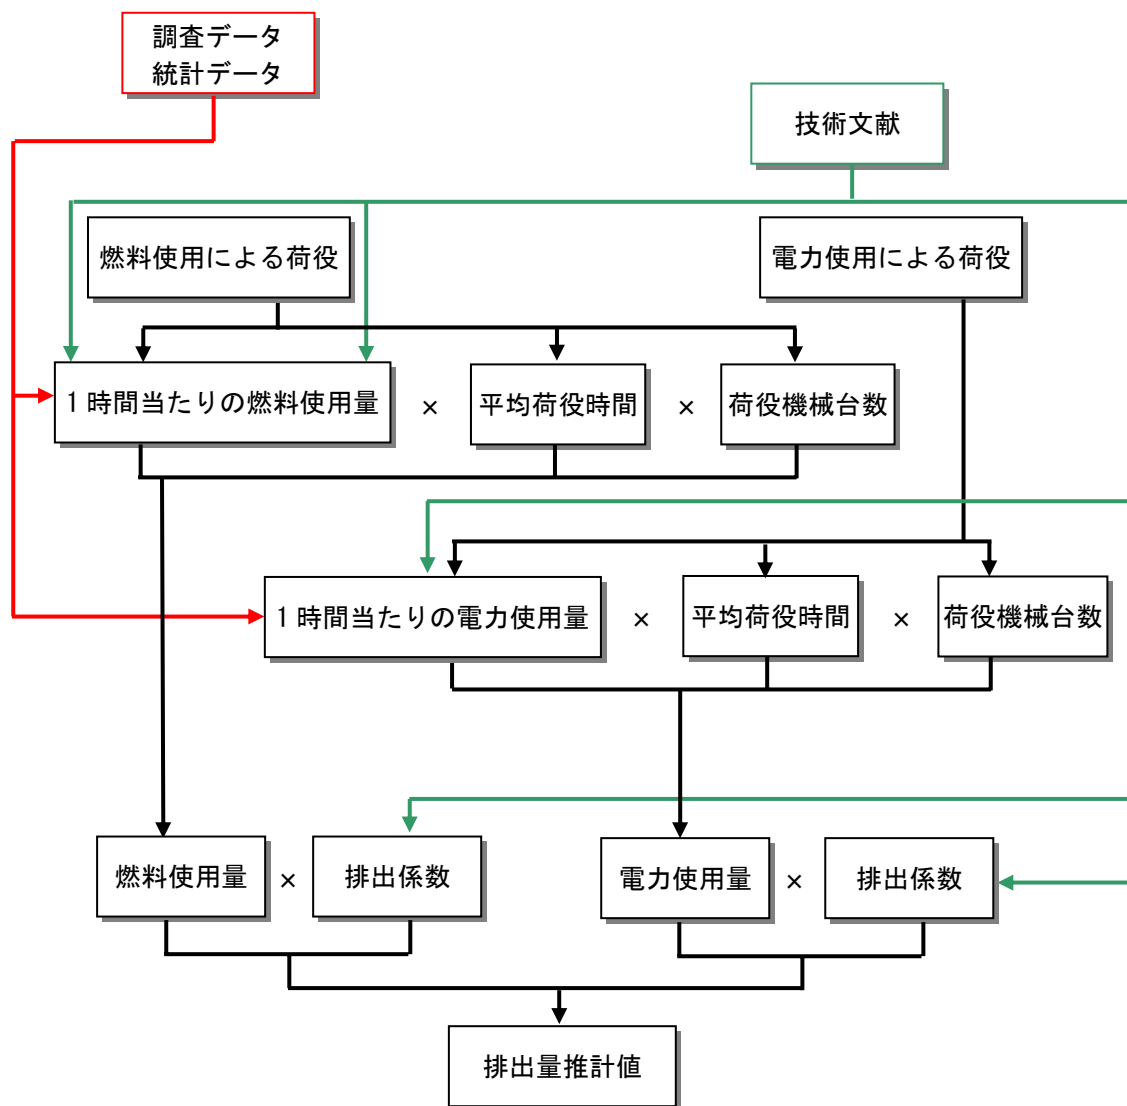 調査データ
統計データ
技術文献
燃料使用による荷役
電力使用による荷役
1時間当たりの燃料使用量 × 平均荷役時間 × 荷役機械台数
1時間当たりの電力使用量 × 平均荷役時間 × 荷役機械台数
燃料使用量 × 排出係数
電力使用量 × 排出係数
排出量推計値